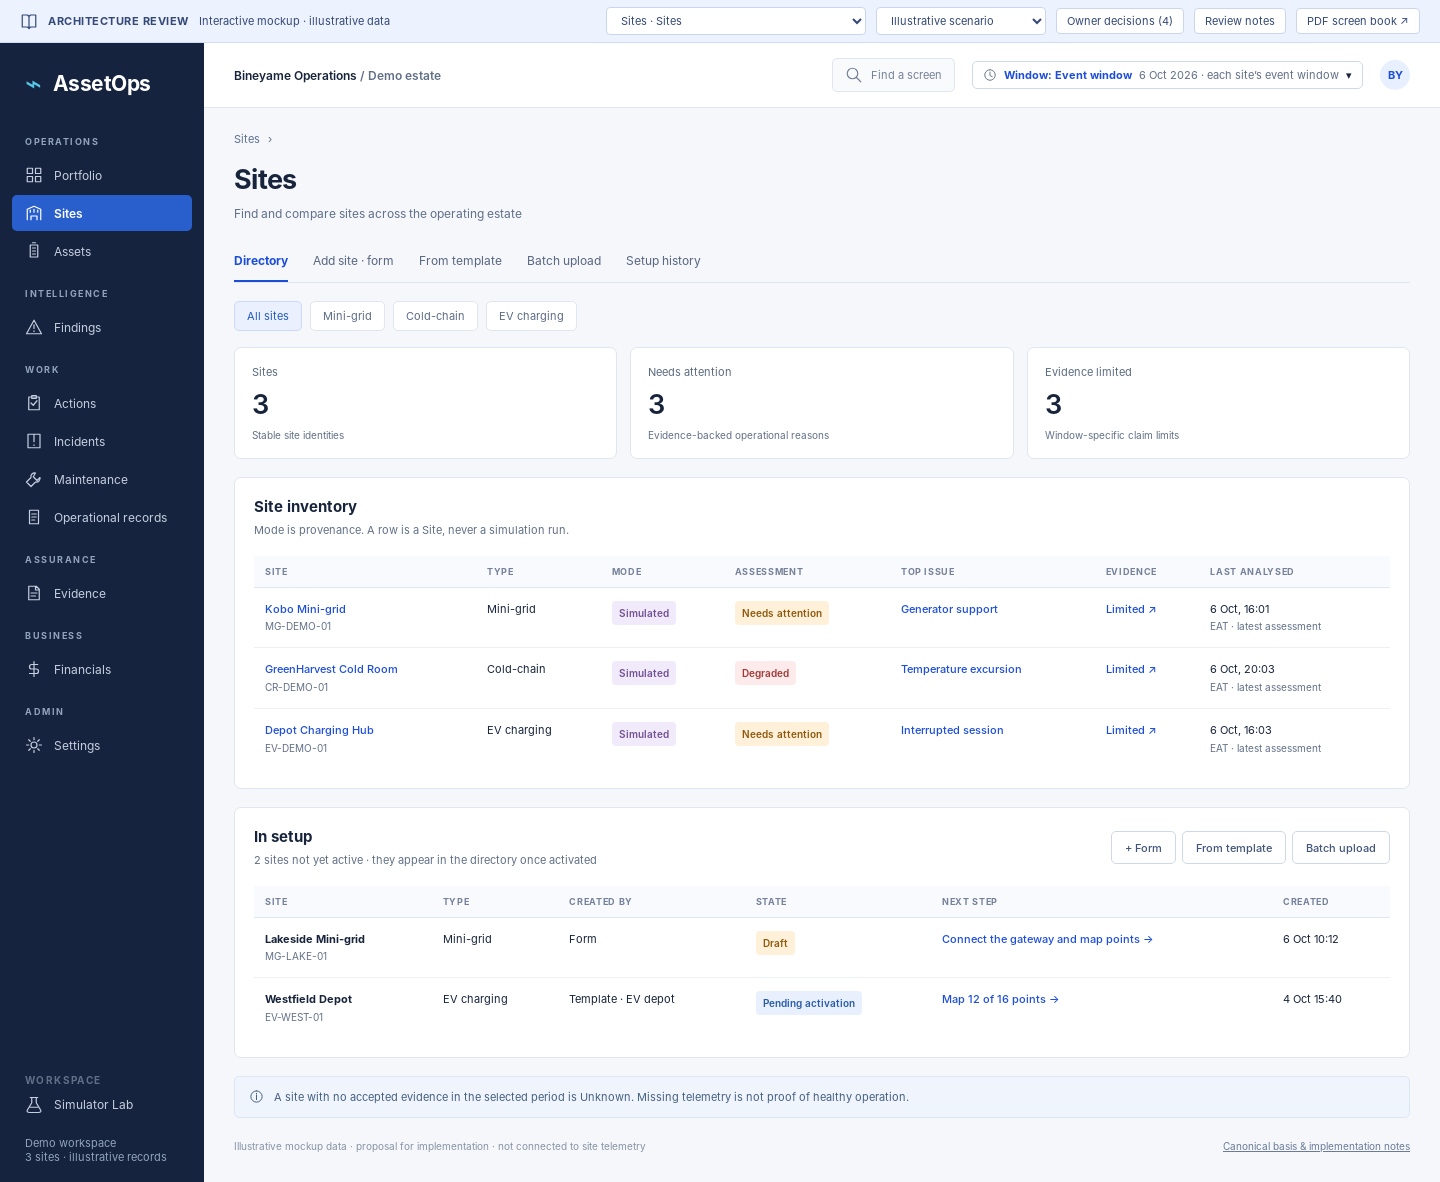 ARCHITECTURE REVIEW Interactive mockup · illustrative data
Sites · Sites
Illustrative scenario
Owner decisions (4)
Review notes
PDF screen book ↗
AssetOps
OPERATIONS
Portfolio
Sites
Assets
INTELLIGENCE
Findings
WORK
Actions
Incidents
Maintenance
Operational records
ASSURANCE
Evidence
BUSINESS
Financials
ADMIN
Settings
WORKSPACE
Simulator Lab
Demo workspace
3 sites · illustrative records
Bineyame Operations / Demo estate
Find a screen
Window: Event window 6 Oct 2026 · each site's event window ▾
BY
Sites ›
Sites
Find and compare sites across the operating estate
Directory Add site · form From template Batch upload Setup history
All sites Mini-grid Cold-chain EV charging
Sites
3
Stable site identities
Needs attention
3
Evidence-backed operational reasons
Evidence limited
3
Window-specific claim limits
Site inventory
Mode is provenance. A row is a Site, never a simulation run.
SITE TYPE MODE ASSESSMENT TOP ISSUE EVIDENCE LAST ANALYSED
Kobo Mini-grid Mini-grid Simulated Needs attention Generator support Limited ↗ 6 Oct, 16:01
MG-DEMO-01 EAT · latest assessment
GreenHarvest Cold Room Cold-chain Simulated Degraded Temperature excursion Limited ↗ 6 Oct, 20:03
CR-DEMO-01 EAT · latest assessment
Depot Charging Hub EV charging Simulated Needs attention Interrupted session Limited ↗ 6 Oct, 16:03
EV-DEMO-01 EAT · latest assessment
In setup
2 sites not yet active · they appear in the directory once activated
+ Form From template Batch upload
SITE TYPE CREATED BY STATE NEXT STEP CREATED
Lakeside Mini-grid Mini-grid Form Draft Connect the gateway and map points → 6 Oct 10:12
MG-LAKE-01
Westfield Depot EV charging Template · EV depot Pending activation Map 12 of 16 points → 4 Oct 15:40
EV-WEST-01
A site with no accepted evidence in the selected period is Unknown. Missing telemetry is not proof of healthy operation.
Illustrative mockup data · proposal for implementation · not connected to site telemetry
Canonical basis & implementation notes